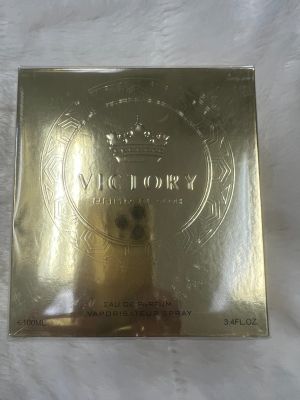 VICTORY
EAU DE PARFUM
VAPORISATEUR SPRAY
100ML
3.4FL.OZ